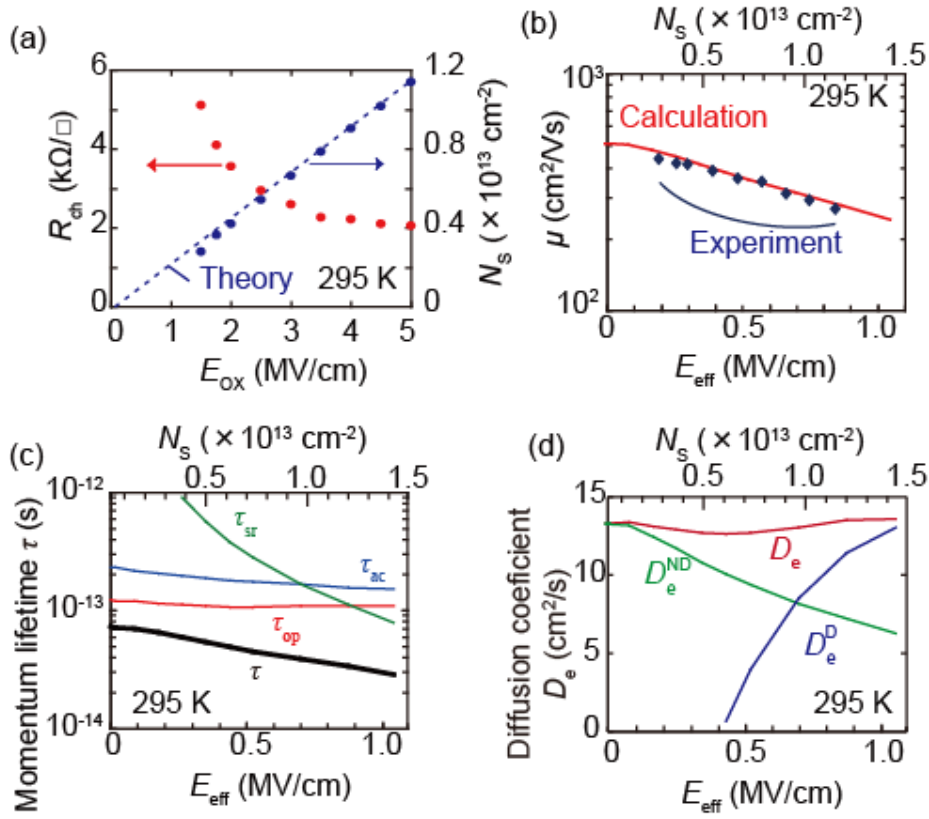 (a)
6
4
2
0
R_ch (kΩ/□)
1.2
0.8
0.4
0
N_S (×10^13 cm^-2)
Theory
295 K
0 1 2 3 4 5
E_OX (MV/cm)
(b)
N_S (×10^13 cm^-2)
0.5 1.0 1.5
10^3
10^2
μ (cm^2/Vs)
295 K
Calculation
Experiment
0 0.5 1.0
E_eff (MV/cm)
(c)
N_S (×10^13 cm^-2)
0.5 1.0 1.5
10^-12
10^-13
10^-14
Momentum lifetime τ (s)
τ_sr
τ_ac
τ_op
τ
295 K
0 0.5 1.0
E_eff (MV/cm)
(d)
N_S (×10^13 cm^-2)
0.5 1.0 1.5
15
10
5
0
Diffusion coeficient
D_e (cm^2/s)
D_e
D_e^ND
D_e^D
295 K
0 0.5 1.0
E_eff (MV/cm)